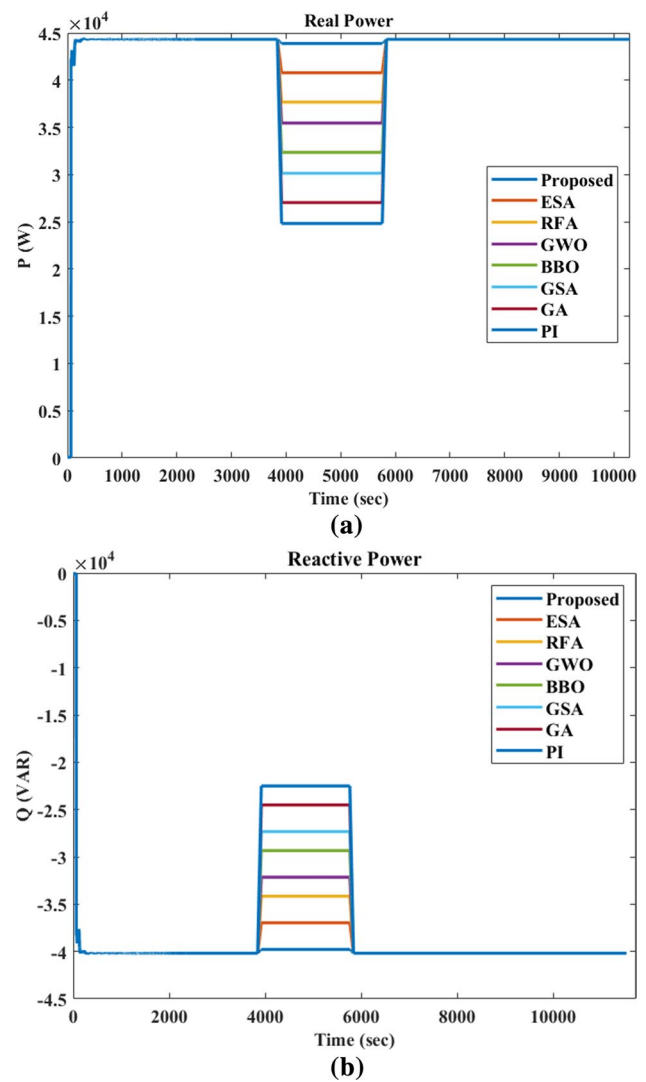 Real Power
×10⁴
4.5
4
3.5
3
2.5
2
1.5
1
0.5
0
P (W)
Proposed
ESA
RFA
GWO
BBO
GSA
GA
PI
0 1000 2000 3000 4000 5000 6000 7000 8000 9000 10000
Time (sec)
(a)
Reactive Power
×10⁴
0
-0.5
-1
-1.5
-2
-2.5
-3
-3.5
-4
-4.5
Q (VAR)
Proposed
ESA
RFA
GWO
BBO
GSA
GA
PI
0 2000 4000 6000 8000 10000
Time (sec)
(b)